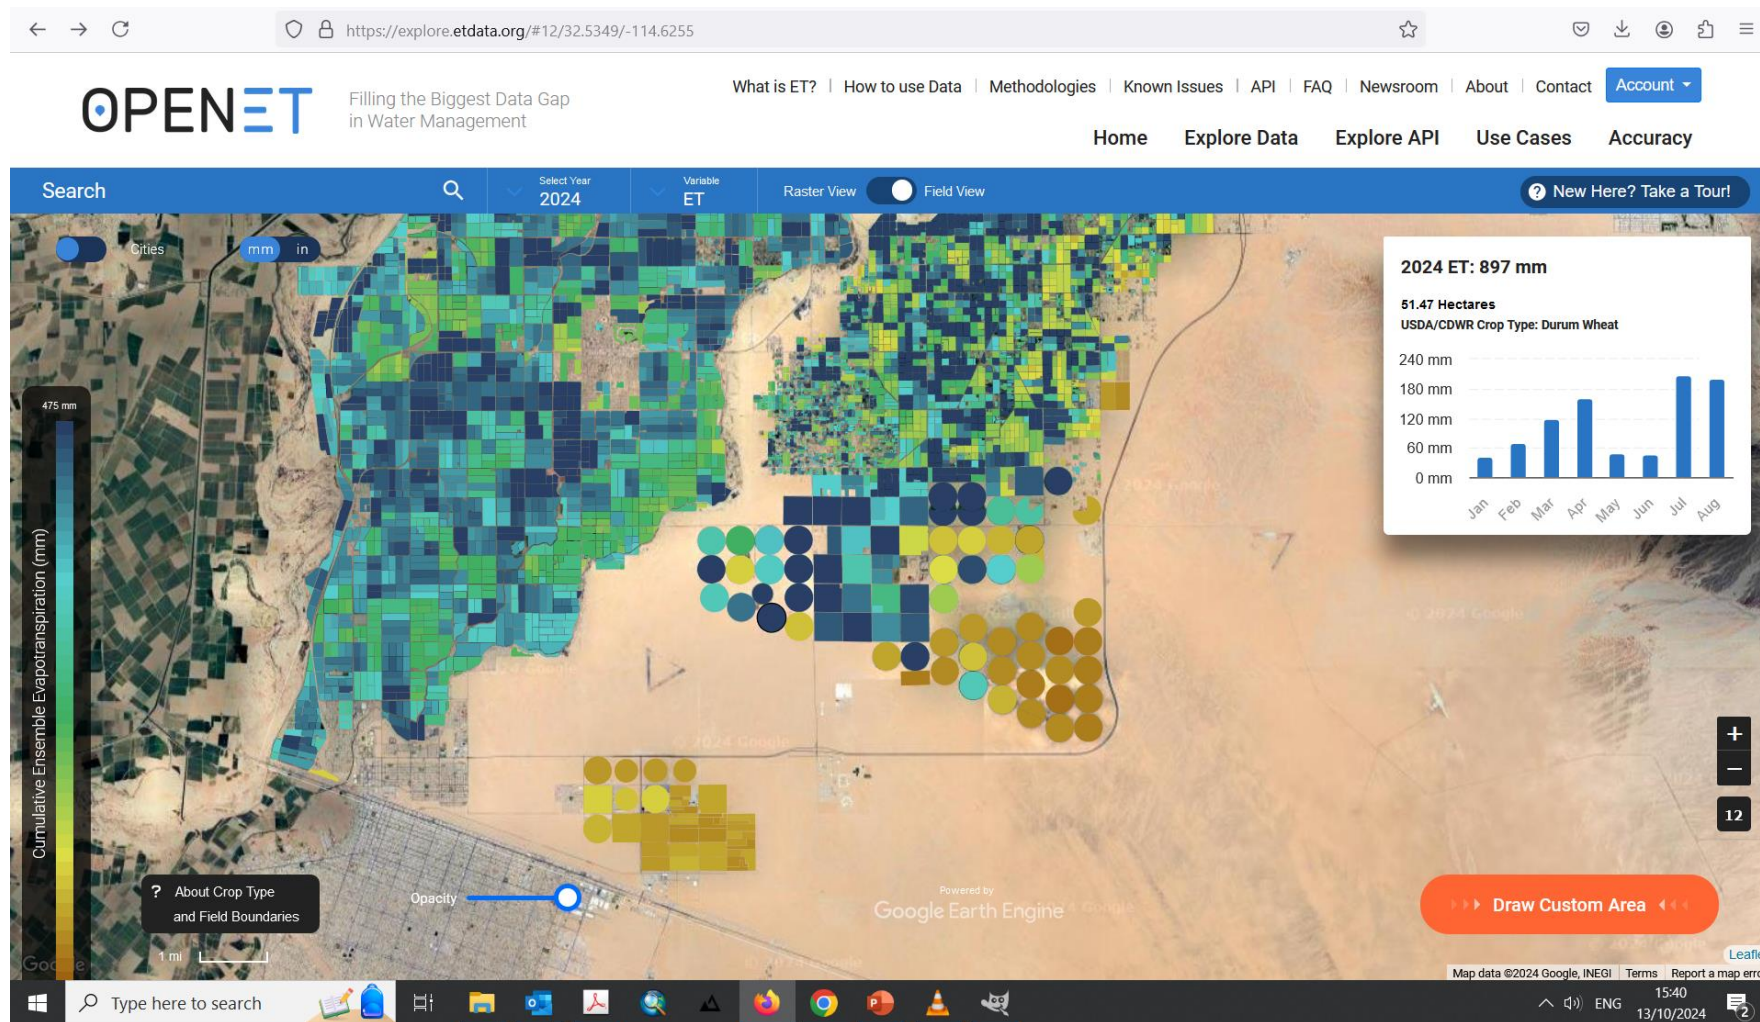 https://explore.etdata.org/#12/32.5349/-114.6255
OPENET
Filling the Biggest Data Gap
in Water Management
What is ET? | How to use Data | Methodologies | Known Issues | API | FAQ | Newsroom | About | Contact
Account
Home Explore Data Explore API Use Cases Accuracy
Search
Select Year
2024
Variable
ET
Raster View
Field View
? New Here? Take a Tour!
Cities
mm in
2024 ET: 897 mm
51.47 Hectares
USDA/CDWR Crop Type: Durum Wheat
240 mm
180 mm
120 mm
60 mm
0 mm
Jan Feb Mar Apr May Jun Jul Aug
475 mm
Cumulative Ensemble Evapotranspiration (mm)
+
−
12
? About Crop Type
and Field Boundaries
Opacity
Powered by
Google Earth Engine
Draw Custom Area
1 mi
Google
Leafle
Map data ©2024 Google, INEGI
Terms
Report a map erro
Type here to search
ENG
15:40
13/10/2024
2